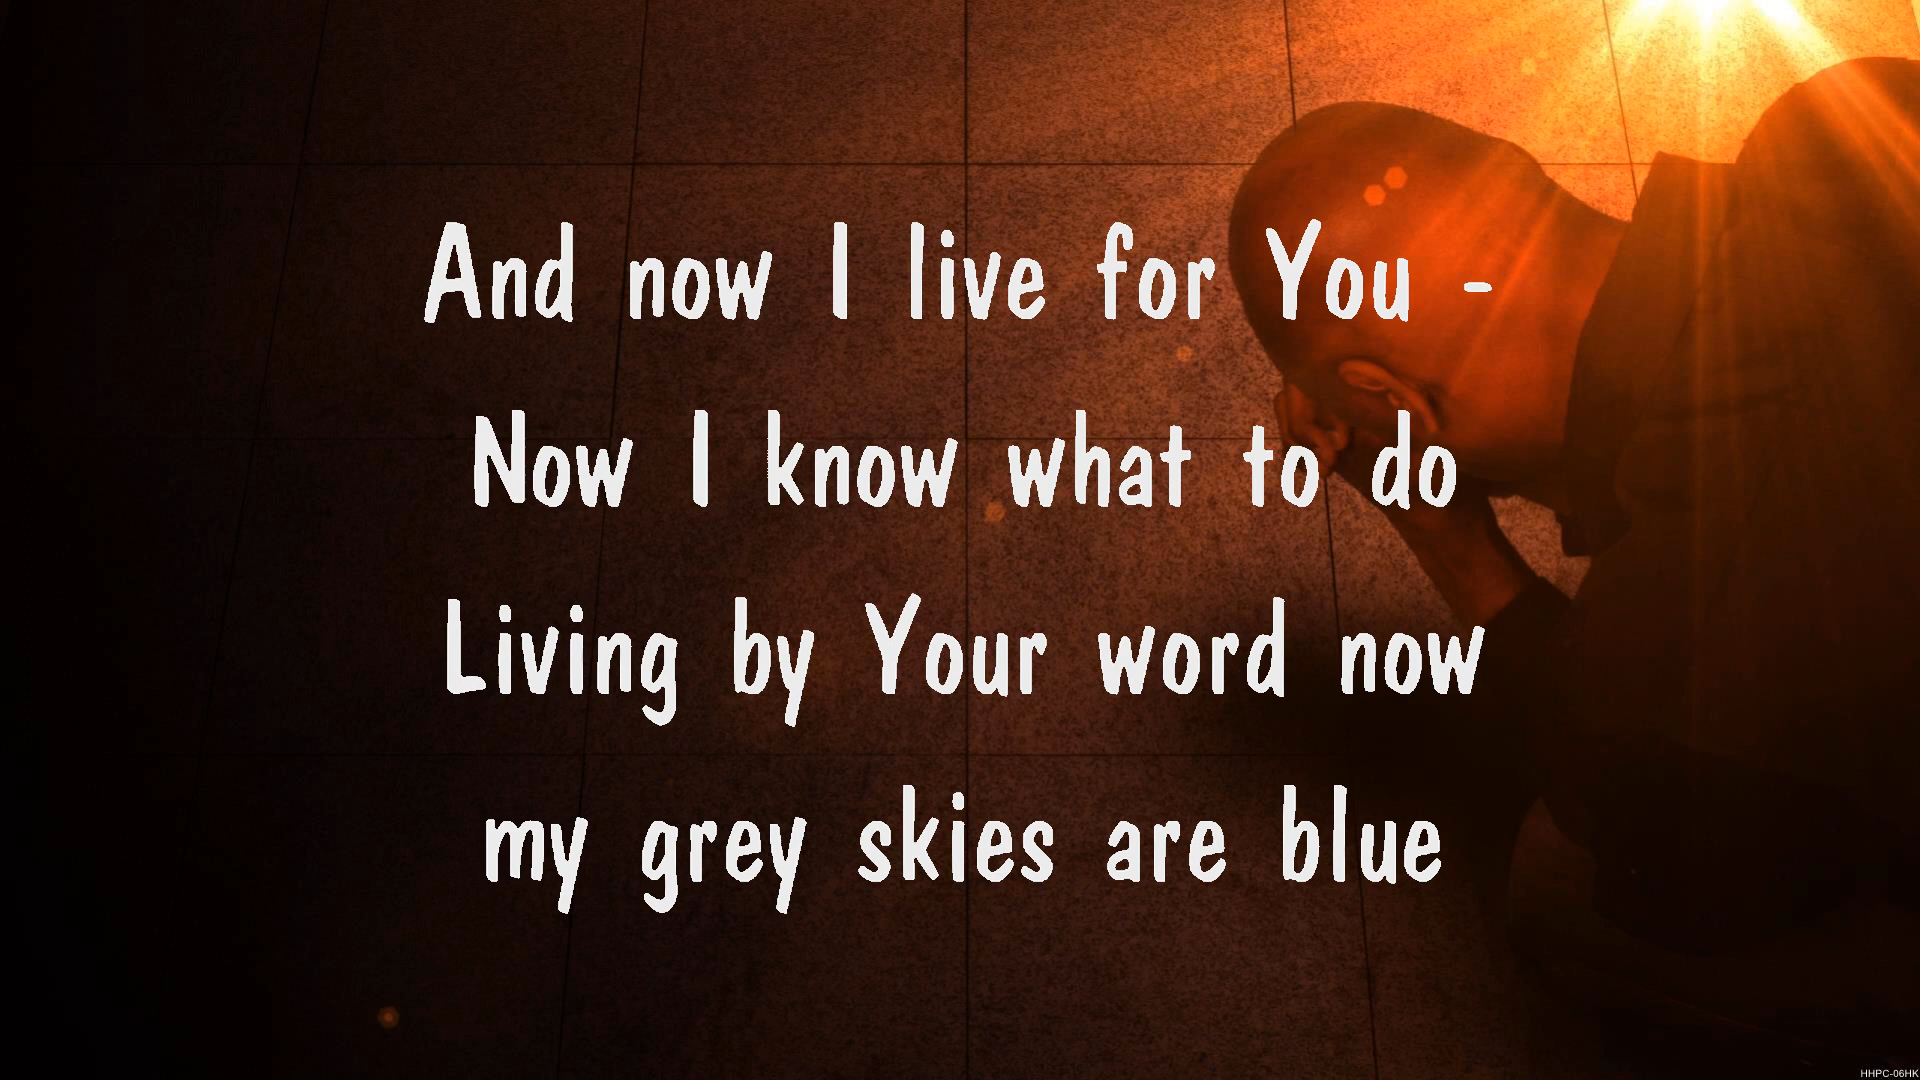 And now I live for You -
Now I know what to do
Living by Your word now
my grey skies are blue
HHPC-06HK